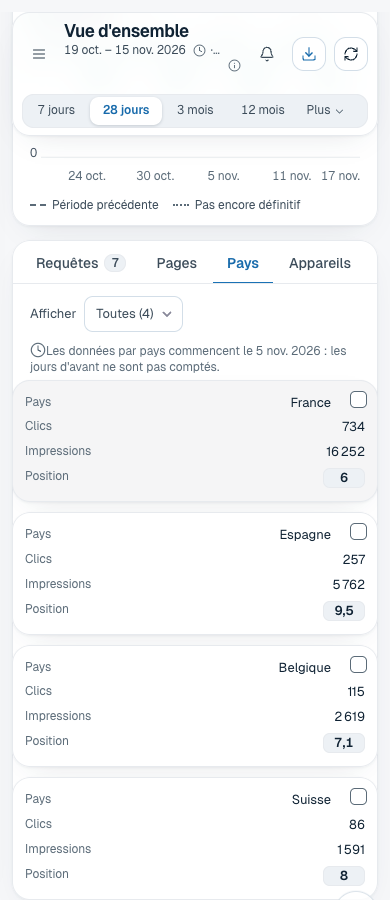 Vue d'ensemble
19 oct. – 15 nov. 2026 ·...
7 jours 28 jours 3 mois 12 mois Plus
0
24 oct. 30 oct. 5 nov. 11 nov. 17 nov.
Période précédente Pas encore définitif
Requêtes 7 Pages Pays Appareils
Afficher Toutes (4)
Les données par pays commencent le 5 nov. 2026 : les
jours d'avant ne sont pas comptés.
Pays France
Clics 734
Impressions 16 252
Position 6
Pays Espagne
Clics 257
Impressions 5 762
Position 9,5
Pays Belgique
Clics 115
Impressions 2 619
Position 7,1
Pays Suisse
Clics 86
Impressions 1 591
Position 8